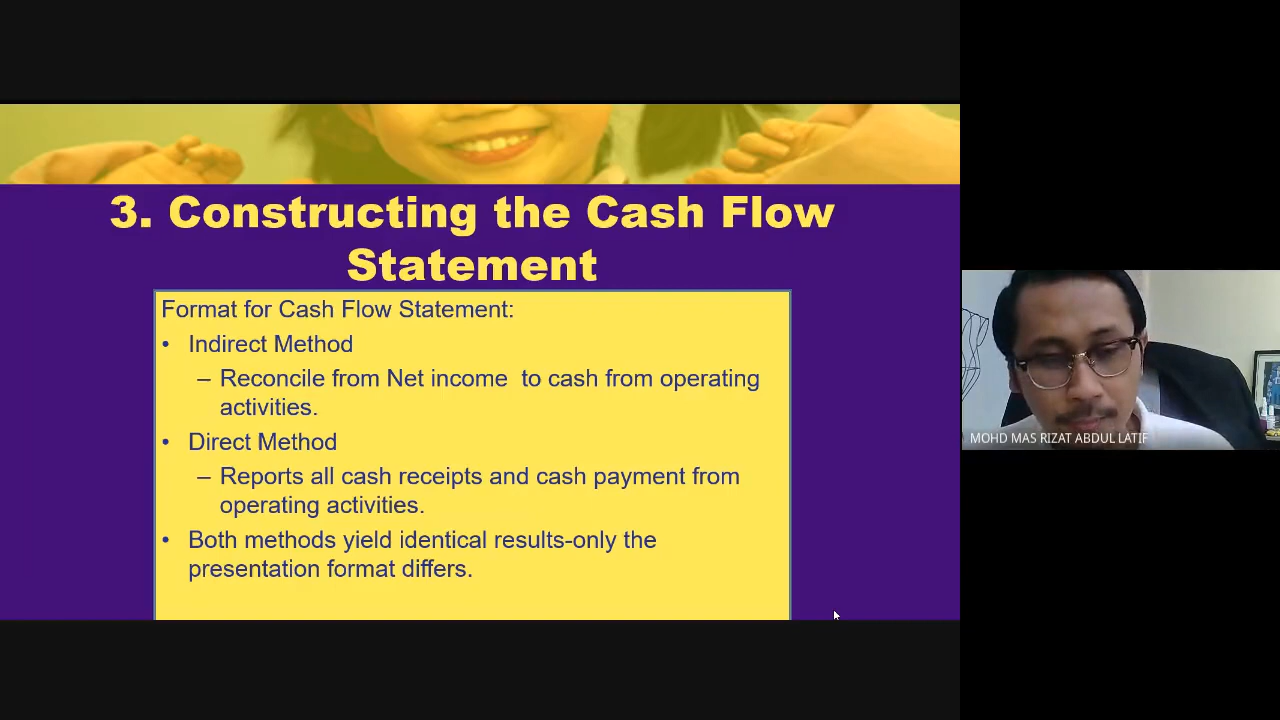 3. Constructing the Cash Flow
Statement
Format for Cash Flow Statement:
• Indirect Method
– Reconcile from Net income  to cash from operating
activities.
• Direct Method
– Reports all cash receipts and cash payment from
operating activities.
• Both methods yield identical results-only the
presentation format differs.
MOHD MAS RIZAT ABDUL LATIF